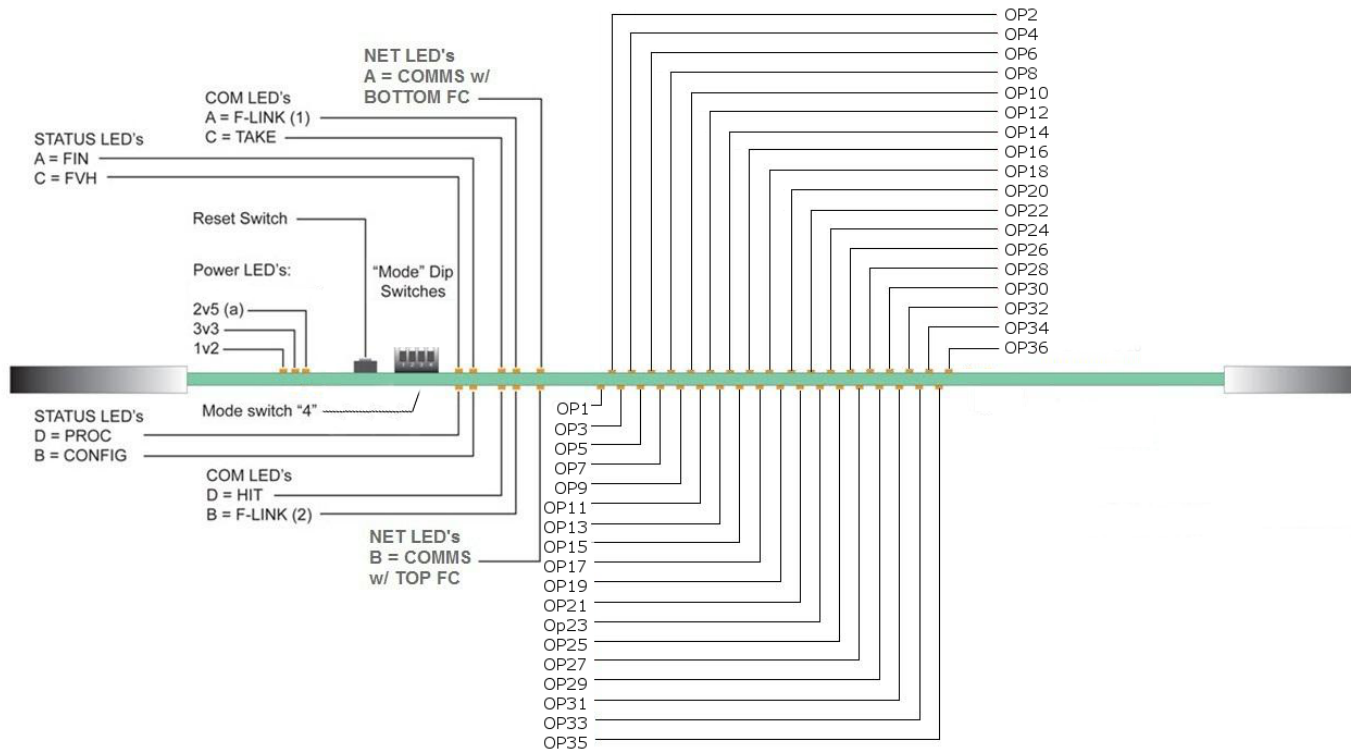 NET LED's
A = COMMS w/
BOTTOM FC
COM LED's
A = F-LINK (1)
C = TAKE
STATUS LED's
A = FIN
C = FVH
Reset Switch
Power LED's:
2v5 (a)
3v3
1v2
“Mode” Dip
Switches
OP2
OP4
OP6
OP8
OP10
OP12
OP14
OP16
OP18
OP20
OP22
OP24
OP26
OP28
OP30
OP32
OP34
OP36
Mode switch “4”
STATUS LED's
D = PROC
B = CONFIG
COM LED's
D = HIT
B = F-LINK (2)
NET LED's
B = COMMS
w/ TOP FC
OP1
OP3
OP5
OP7
OP9
OP11
OP13
OP15
OP17
OP19
OP21
Op23
OP25
OP27
OP29
OP31
OP33
OP35